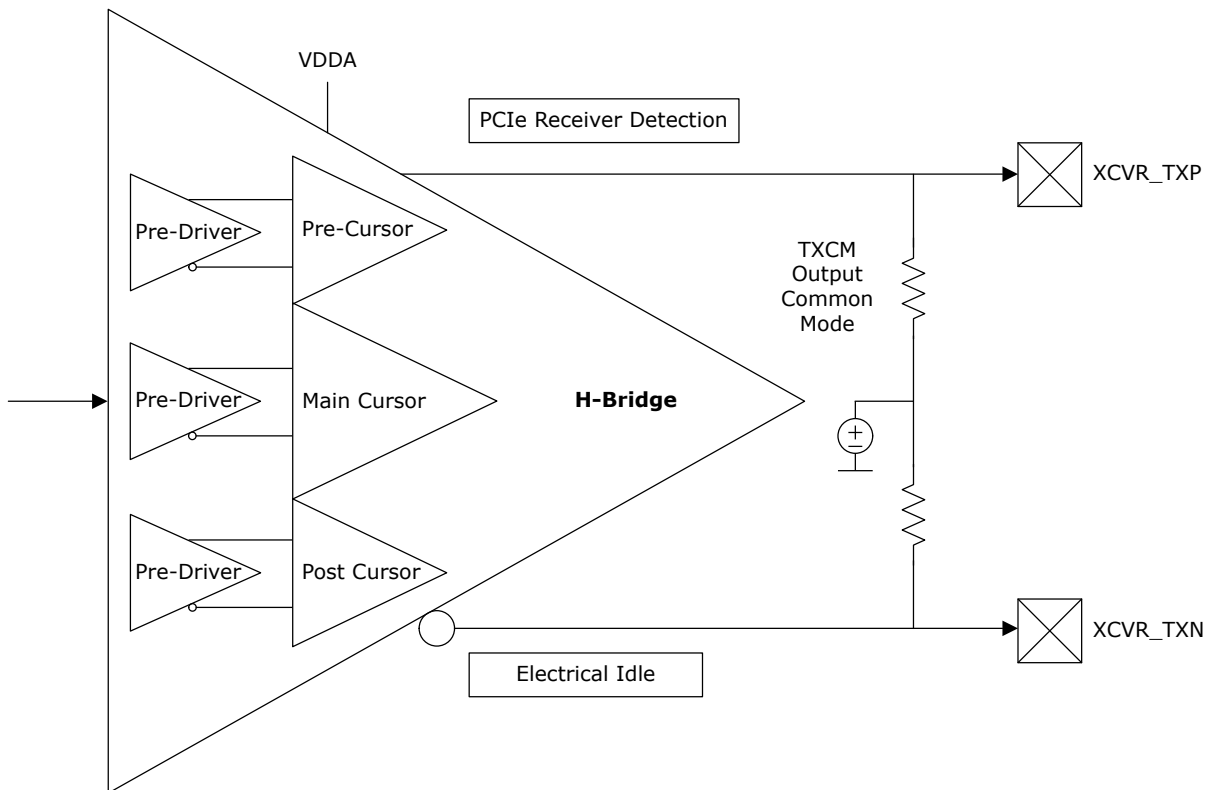 VDDA
PCIe Receiver Detection
XCVR_TXP
Pre-Driver
Pre-Cursor
TXCM
Output
Common
Mode
Pre-Driver
Main Cursor
H-Bridge
+
Pre-Driver
Post Cursor
XCVR_TXN
Electrical Idle